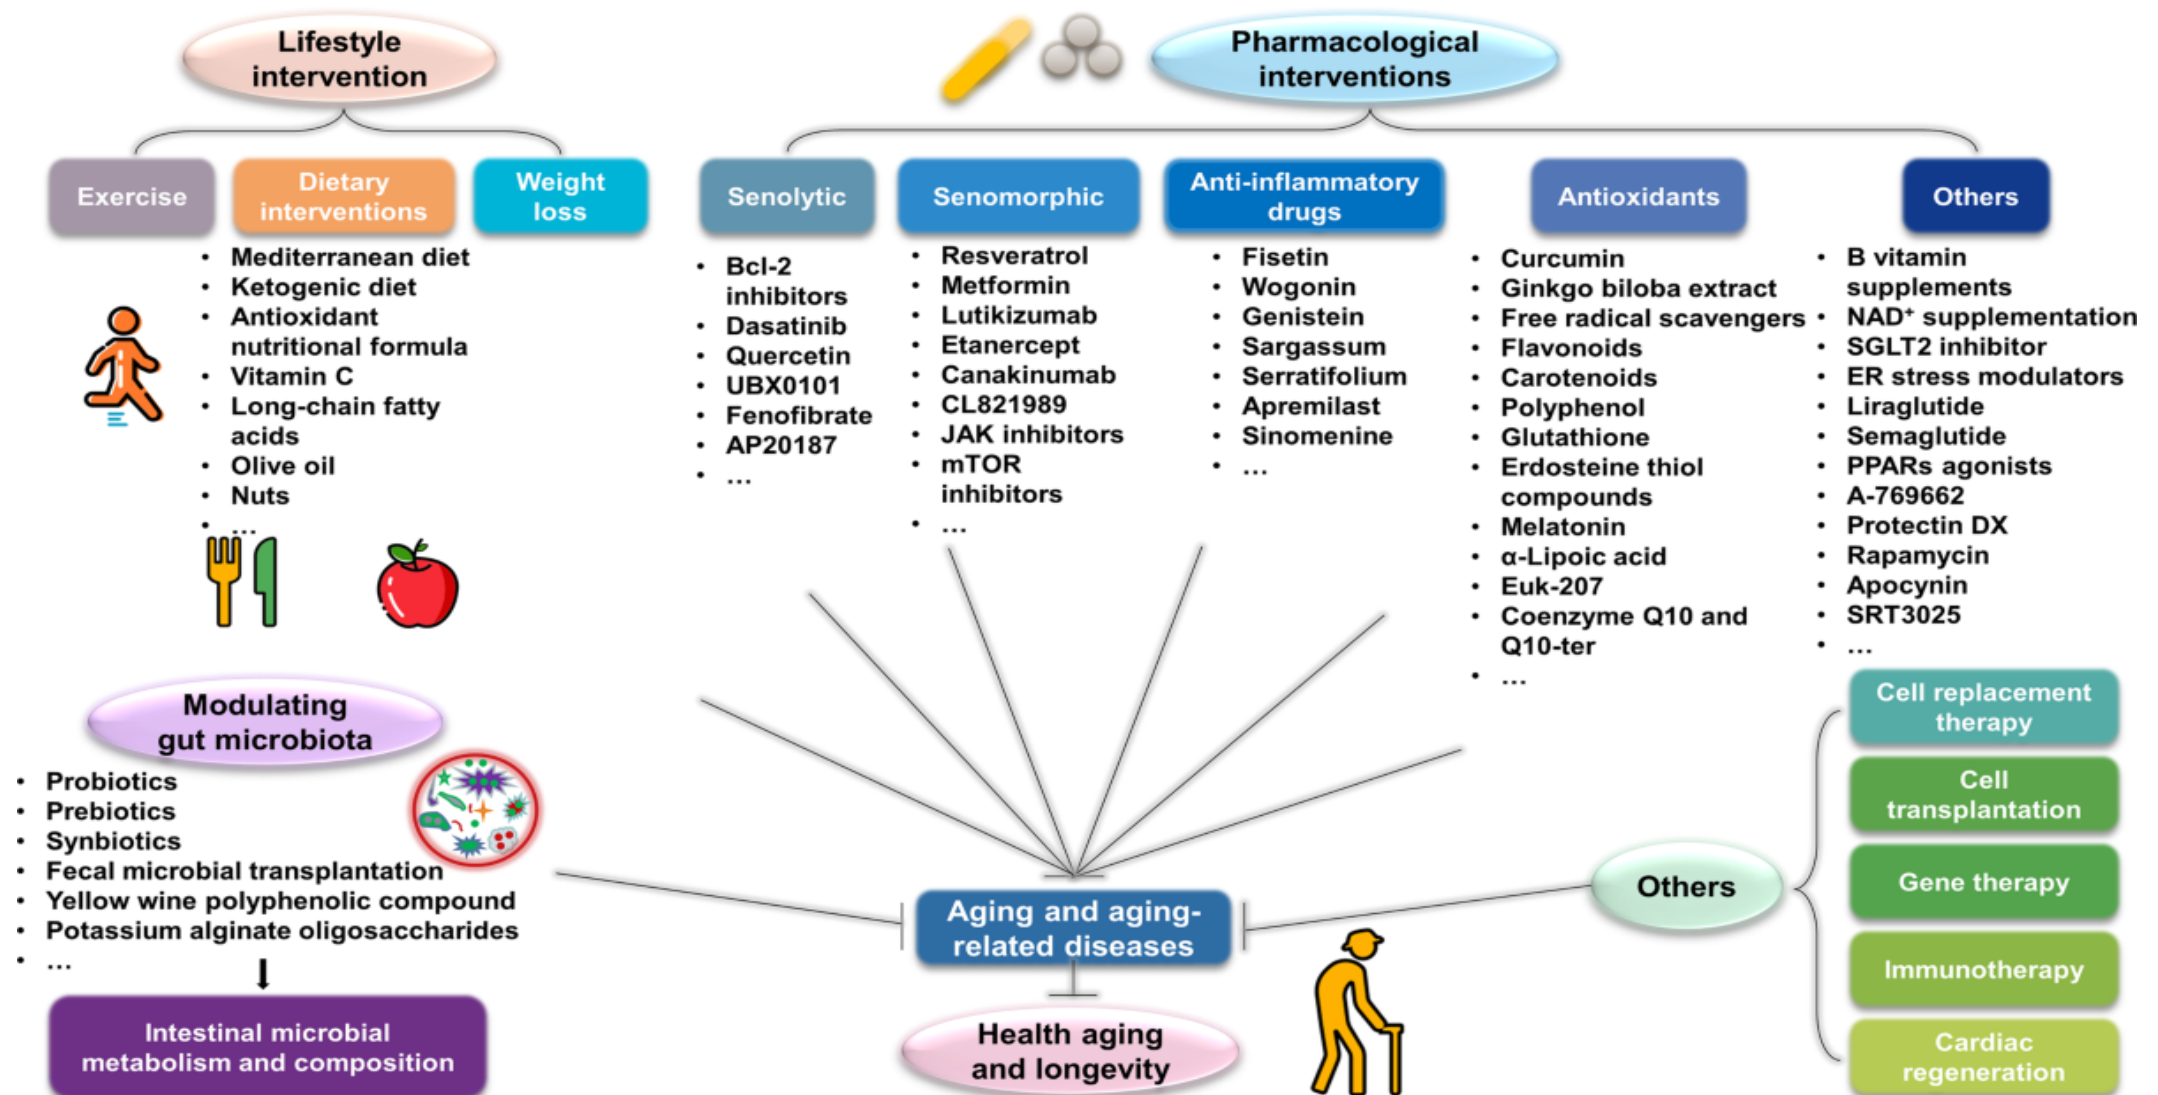 Lifestyle
intervention
Exercise
Dietary
interventions
Weight
loss
• Mediterranean diet
• Ketogenic diet
• Antioxidant
nutritional formula
• Vitamin C
• Long-chain fatty
acids
• Olive oil
• Nuts
• ...
Pharmacological
interventions
Senolytic
• Bcl-2
inhibitors
• Dasatinib
• Quercetin
• UBX0101
• Fenofibrate
• AP20187
• ...
Senomorphic
• Resveratrol
• Metformin
• Lutikizumab
• Etanercept
• Canakinumab
• CL821989
• JAK inhibitors
• mTOR
inhibitors
• ...
Anti-inflammatory
drugs
• Fisetin
• Wogonin
• Genistein
• Sargassum
• Serratifolium
• Apremilast
• Sinomenine
• ...
Antioxidants
• Curcumin
• Ginkgo biloba extract
• Free radical scavengers
• Flavonoids
• Carotenoids
• Polyphenol
• Glutathione
• Erdosteine thiol
compounds
• Melatonin
• α-Lipoic acid
• Euk-207
• Coenzyme Q10 and
Q10-ter
• ...
Others
• B vitamin
supplements
• NAD⁺ supplementation
• SGLT2 inhibitor
• ER stress modulators
• Liraglutide
• Semaglutide
• PPARs agonists
• A-769662
• Protectin DX
• Rapamycin
• Apocynin
• SRT3025
• ...
Modulating
gut microbiota
• Probiotics
• Prebiotics
• Synbiotics
• Fecal microbial transplantation
• Yellow wine polyphenolic compound
• Potassium alginate oligosaccharides
• ...
Intestinal microbial
metabolism and composition
Aging and aging-
related diseases
Health aging
and longevity
Others
Cell replacement
therapy
Cell
transplantation
Gene therapy
Immunotherapy
Cardiac
regeneration